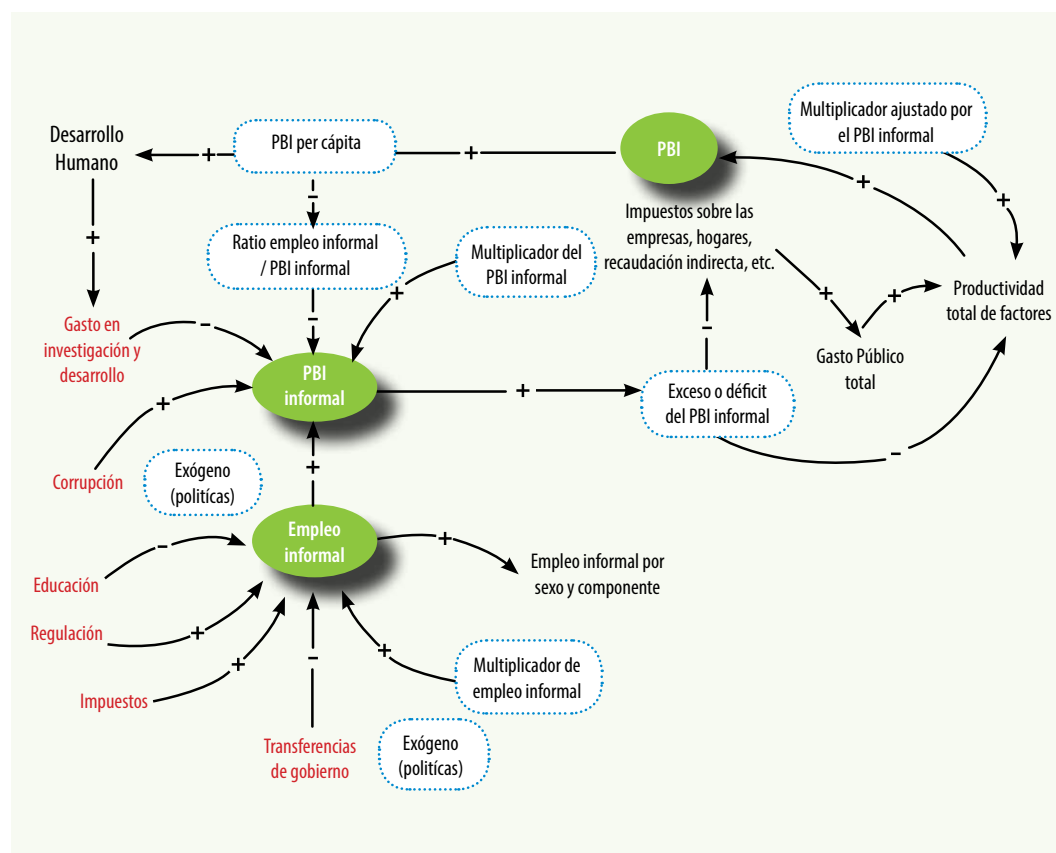 Multiplicador ajustado por
el PBI informal
Desarrollo
Humano
+
PBI per cápita
+
PBI
+
+
-
+
Ratio empleo informal
/ PBI informal
Multiplicador del
PBI informal
Impuestos sobre las
empresas, hogares,
recaudación indirecta, etc.
+
+
+
Productividad
total de factores
Gasto en
investigación y
desarrollo
-
-
-
Gasto Público
total
PBI
informal
+
Exceso o déficit
del PBI informal
+
-
Corrupción
Exógeno
(politícas)
+
Empleo
informal
+
Empleo informal por
sexo y componente
-
Educación
Regulación
+
+
-
+
Multiplicador de
empleo informal
Impuestos
Transferencias
de gobierno
Exógeno
(politícas)